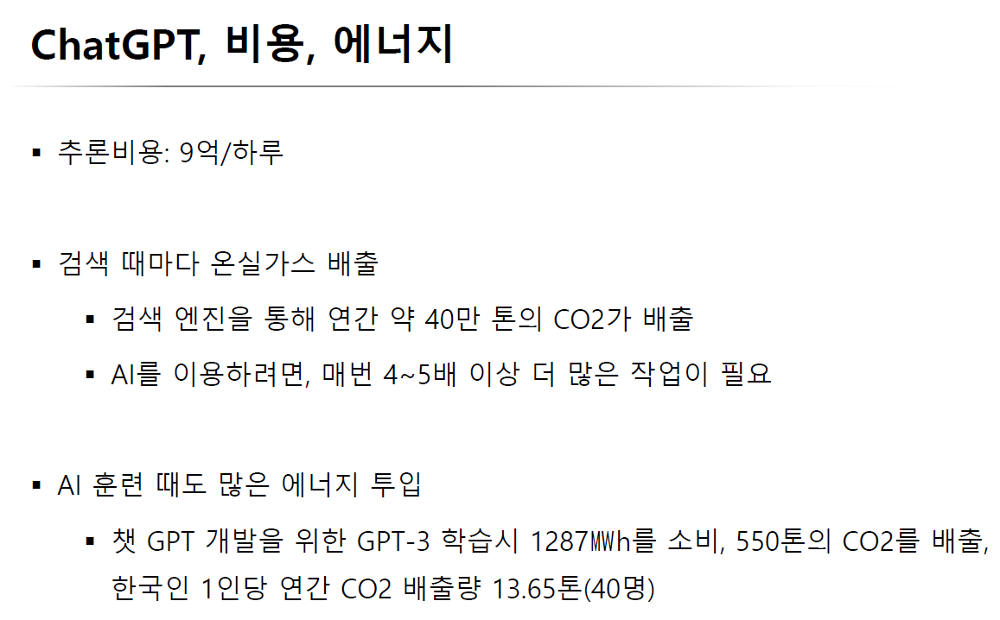 ChatGPT, 비용, 에너지
▪ 추론비용: 9억/하루
▪ 검색 때마다 온실가스 배출
▪ 검색 엔진을 통해 연간 약 40만 톤의 CO2가 배출
▪ AI를 이용하려면, 매번 4~5배 이상 더 많은 작업이 필요
▪ AI 훈련 때도 많은 에너지 투입
▪ 챗 GPT 개발을 위한 GPT-3 학습시 1287㎿h를 소비, 550톤의 CO2를 배출,
한국인 1인당 연간 CO2 배출량 13.65톤(40명)